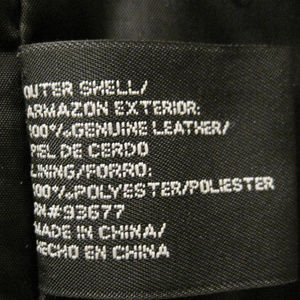 OUTER SHELL/
ARMAZON EXTERIOR:
100%GENUINE LEATHER/
PIEL DE CERDO
LINING/FORRO:
100%POLYESTER/POLIESTER
RN#93677
MADE IN CHINA/
HECHO EN CHINA